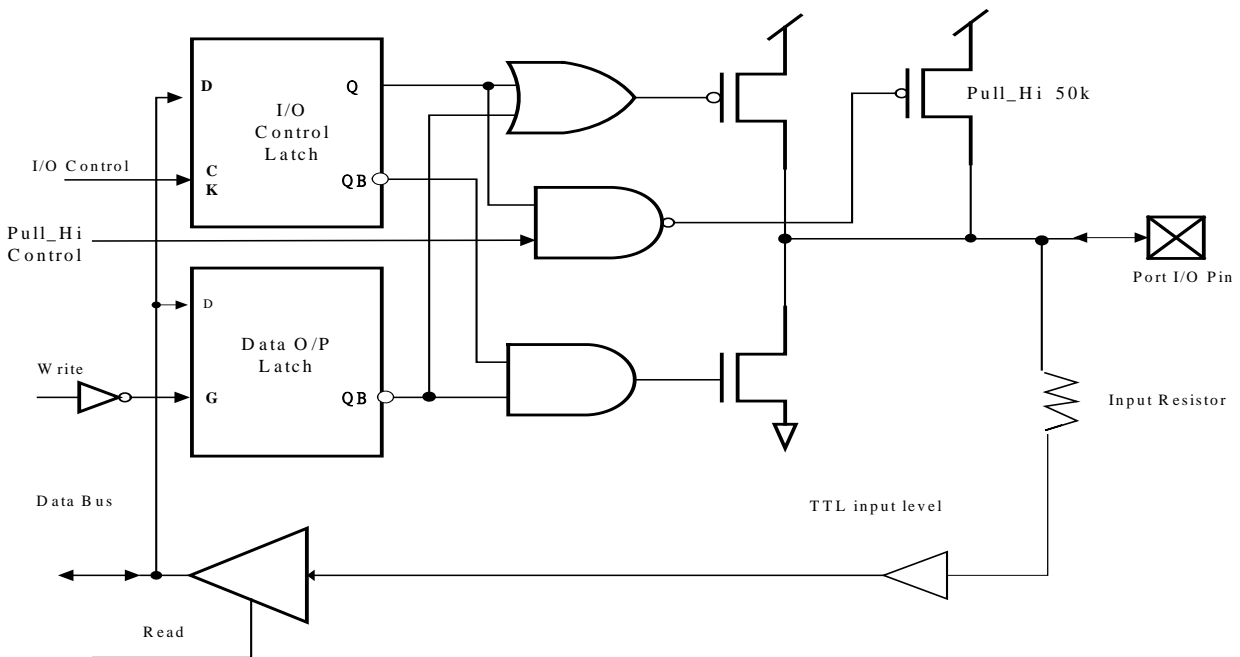 D
Q
I/O
Control
Latch
I/O Control
C
K
QB
Pull_Hi 50k
Pull_Hi
Control
Port I/O Pin
D
Data O/P
Latch
Write
G
QB
Input Resistor
Data Bus
TTL input level
Read